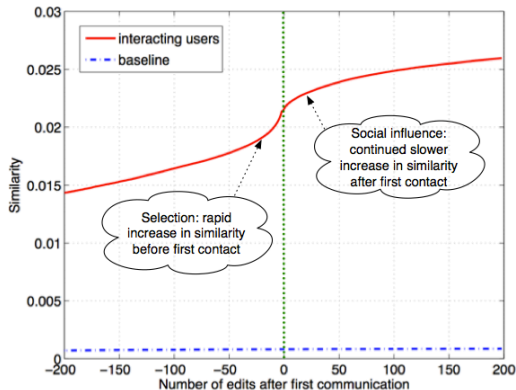 0.03
interacting users
baseline
0.025
0.02
0.015
0.01
0.005
0
Similarity
Social influence:
continued slower
increase in similarity
after first contact
Selection: rapid
increase in similarity
before first contact
−200 −150 −100 −50 0 50 100 150 200
Number of edits after first communication